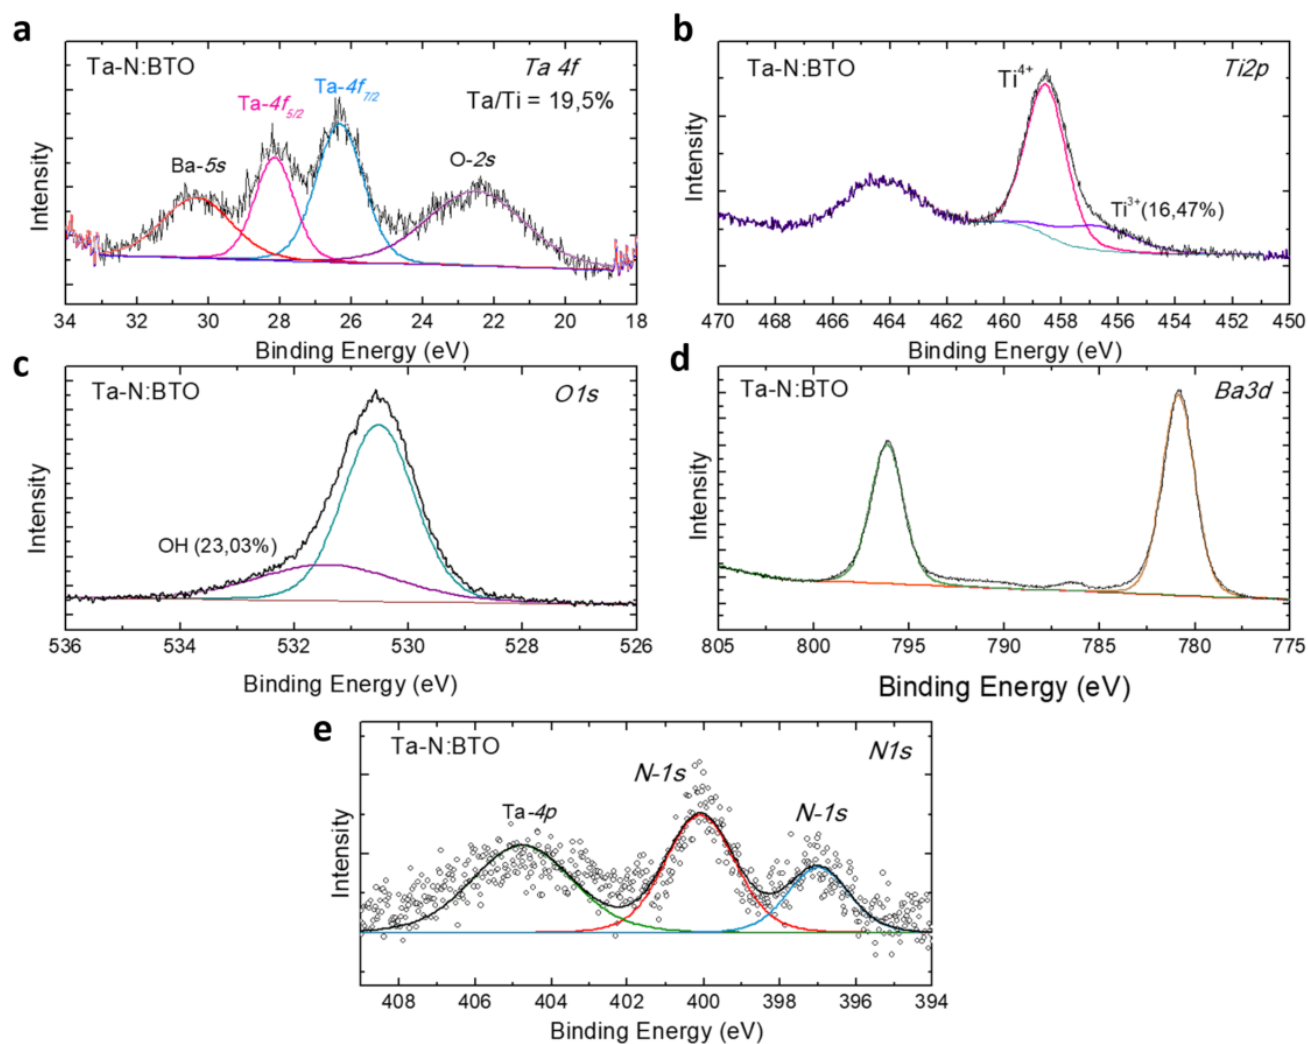 a
Ta-N:BTO
Ta 4f
Ta-4f5/2
Ta-4f7/2
Ta/Ti = 19,5%
Ba-5s
O-2s
Intensity
34 32 30 28 26 24 22 20 18
Binding Energy (eV)
b
Ta-N:BTO
Ti4+
Ti2p
Ti3+(16,47%)
Intensity
470 468 466 464 462 460 458 456 454 452 450
Binding Energy (eV)
c
Ta-N:BTO
O1s
OH (23,03%)
Intensity
536 534 532 530 528 526
Binding Energy (eV)
d
Ta-N:BTO
Ba3d
Intensity
805 800 795 790 785 780 775
Binding Energy (eV)
e
Ta-N:BTO
N1s
N-1s
N-1s
Ta-4p
Intensity
408 406 404 402 400 398 396 394
Binding Energy (eV)